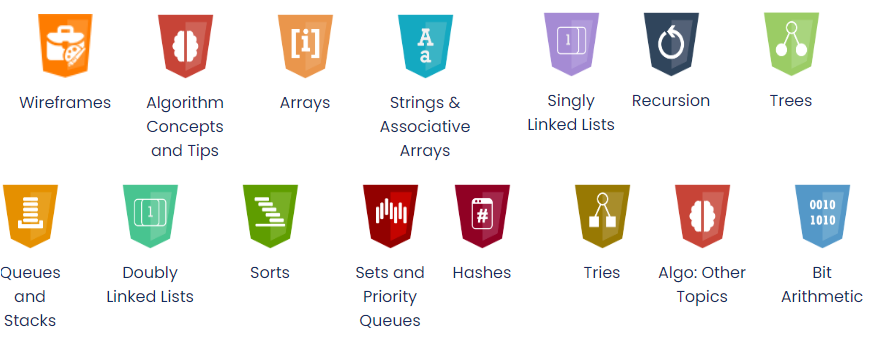 [i]
A
a
1
Wireframes
Algorithm
Concepts
and Tips
Arrays
Strings &
Associative
Arrays
Singly
Linked Lists
Recursion
Trees
1
#
0010
1010
Queues
and
Stacks
Doubly
Linked Lists
Sorts
Sets and
Priority
Queues
Hashes
Tries
Algo: Other
Topics
Bit
Arithmetic